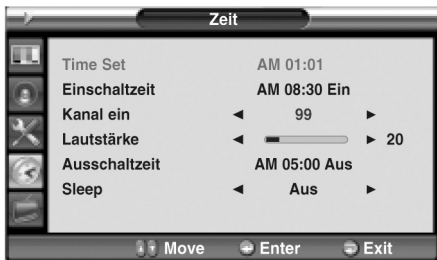 Zeit
Time Set AM 01:01
Einschaltzeit AM 08:30 Ein
Kanal ein ◄ 99 ►
Lautstärke ◄ ► 20
Ausschaltzeit AM 05:00 Aus
Sleep ◄ Aus ►
Move Enter Exit